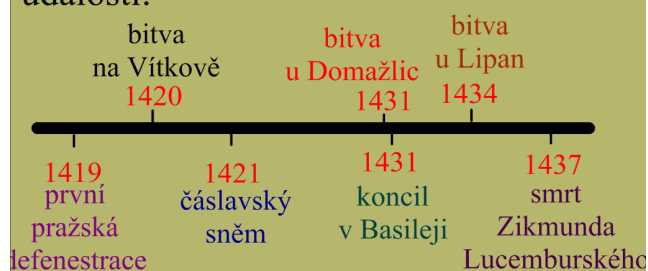 událostí:
bitva
na Vítkově
1420
bitva
u Domažlic
1431
bitva
u Lipan
1434
1419
první
pražská
defenestrace
1421
čáslavský
sněm
1431
koncil
v Basileji
1437
smrt
Zikmunda
Lucemburského